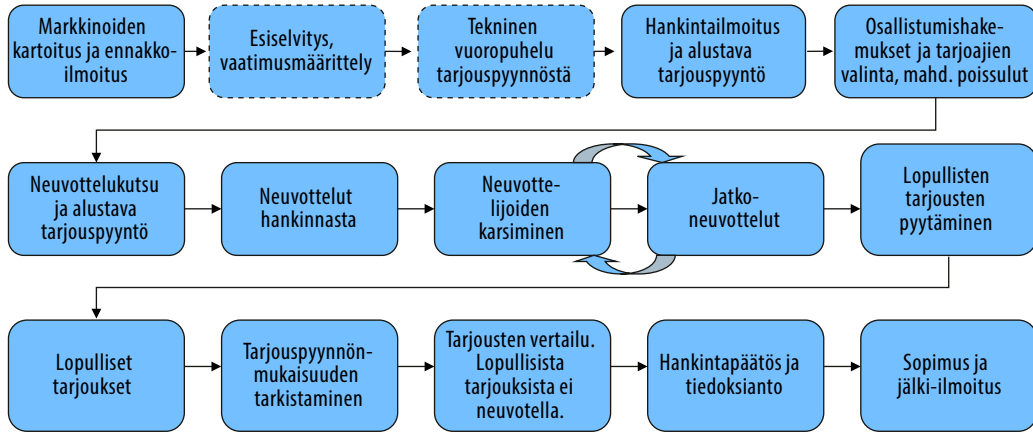 Markkinoiden
kartoitus ja ennakko-
ilmoitus
Esiselvitys,
vaatimusmäärittely
Tekninen
vuoropuhelu
tarjouspyynnöstä
Hankintailmoitus
ja alustava
tarjouspyyntö
Osallistumishake-
mukset ja tarjoajien
valinta, mahd. poissulut
Neuvottelukutsu
ja alustava
tarjouspyyntö
Neuvottelut
hankinnasta
Neuvotte-
lijoiden
karsiminen
Jatko-
neuvottelut
Lopullisten
tarjousten
pyytäminen
Lopulliset
tarjoukset
Tarjouspyynnön-
mukaisuuden
tarkistaminen
Tarjousten vertailu.
Lopullisista
tarjouksista ei
neuvotella.
Hankintapäätös ja
tiedoksianto
Sopimus ja
jälki-ilmoitus